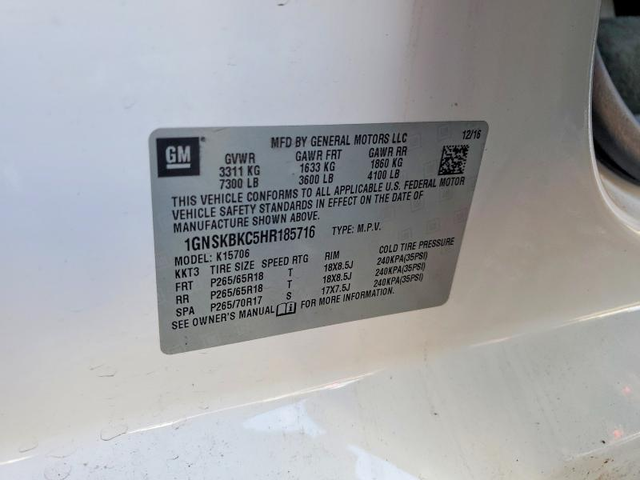 GM
MFD BY GENERAL MOTORS LLC 12/16
GVWR GAWR FRT GAWR RR
3311 KG 1633 KG 1860 KG
7300 LB 3600 LB 4100 LB
THIS VEHICLE CONFORMS TO ALL APPLICABLE U.S. FEDERAL MOTOR
VEHICLE SAFETY STANDARDS IN EFFECT ON THE DATE OF
MANUFACTURE SHOWN ABOVE.
1GNSKBKC5HR185716 TYPE: M.P.V.
MODEL: K15706
KKT3 TIRE SIZE SPEED RTG RIM COLD TIRE PRESSURE
FRT P265/65R18 T 18X8.5J 240KPA(35PSI)
RR P265/65R18 T 18X8.5J 240KPA(35PSI)
SPA P265/70R17 S 17X7.5J 240KPA(35PSI)
SEE OWNER'S MANUAL FOR MORE INFORMATION.